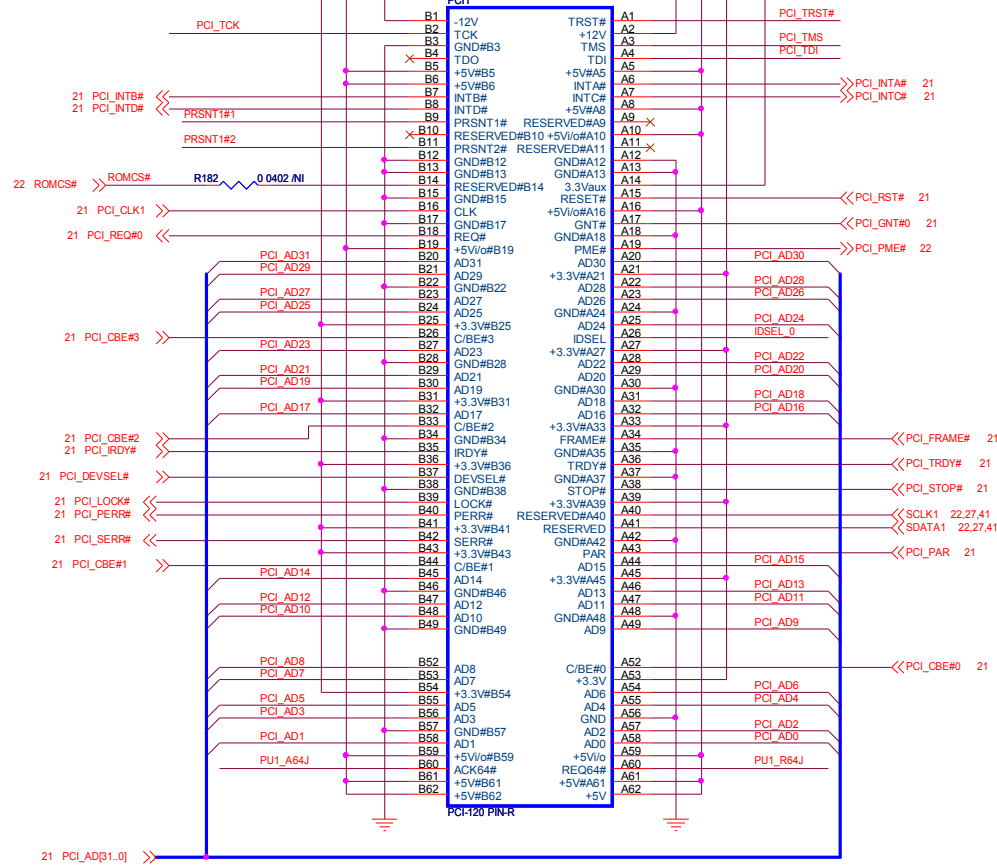 PCI1
B1 -12V TRST# A1 PCI_TRST#
PCI_TCK B2 TCK +12V A2
B3 GND#B3 TMS A3 PCI_TMS
B4 TDO TDI A4 PCI_TDI
B5 +5V#B5 +5V#A5 A5
B6 +5V#B6 INTA# A6 PCI_INTA# 21
21 PCI_INTB# B7 INTB# INTC# A7 PCI_INTC# 21
21 PCI_INTD# B8 INTD# +5V#A8 A8
PRSNT1#1 B9 PRSNT1# RESERVED#A9 A9
B10 RESERVED#B10 +5Vi/o#A10 A10
PRSNT1#2 B11 PRSNT2# RESERVED#A11 A11
B12 GND#B12 GND#A12 A12
B13 GND#B13 GND#A13 A13
22 ROMCS# ROMCS# R182 0 0402 /NI B14 RESERVED#B14 3.3Vaux A14
B15 GND#B15 RESET# A15 PCI_RST# 21
21 PCI_CLK1 B16 CLK +5Vi/o#A16 A16
B17 GND#B17 GNT# A17 PCI_GNT#0 21
21 PCI_REQ#0 B18 REQ# GND#A18 A18
B19 +5Vi/o#B19 PME# A19 PCI_PME# 22
PCI_AD31 B20 AD31 AD30 A20 PCI_AD30
PCI_AD29 B21 AD29 +3.3V#A21 A21
B22 GND#B22 AD28 A22 PCI_AD28
PCI_AD27 B23 AD27 AD26 A23 PCI_AD26
PCI_AD25 B24 AD25 GND#A24 A24
B25 +3.3V#B25 AD24 A25 PCI_AD24
21 PCI_CBE#3 B26 C/BE#3 IDSEL A26 IDSEL_0
PCI_AD23 B27 AD23 +3.3V#A27 A27
B28 GND#B28 AD22 A28 PCI_AD22
PCI_AD21 B29 AD21 AD20 A29 PCI_AD20
PCI_AD19 B30 AD19 GND#A30 A30
B31 +3.3V#B31 AD18 A31 PCI_AD18
PCI_AD17 B32 AD17 AD16 A32 PCI_AD16
B33 C/BE#2 +3.3V#A33 A33
21 PCI_CBE#2 B34 GND#B34 FRAME# A34 PCI_FRAME# 21
21 PCI_IRDY# B35 IRDY# GND#A35 A35
B36 +3.3V#B36 TRDY# A36 PCI_TRDY# 21
21 PCI_DEVSEL# B37 DEVSEL# GND#A37 A37
B38 GND#B38 STOP# A38 PCI_STOP# 21
21 PCI_LOCK# B39 LOCK# +3.3V#A39 A39
21 PCI_PERR# B40 PERR# RESERVED#A40 A40 SCLK1 22,27,41
B41 +3.3V#B41 RESERVED A41 SDATA1 22,27,41
21 PCI_SERR# B42 SERR# GND#A42 A42
B43 +3.3V#B43 PAR A43 PCI_PAR 21
21 PCI_CBE#1 B44 C/BE#1 AD15 A44 PCI_AD15
PCI_AD14 B45 AD14 +3.3V#A45 A45
B46 GND#B46 AD13 A46 PCI_AD13
PCI_AD12 B47 AD12 AD11 A47 PCI_AD11
PCI_AD10 B48 AD10 GND#A48 A48
B49 GND#B49 AD9 A49 PCI_AD9
PCI_AD8 B52 AD8 C/BE#0 A52 PCI_CBE#0 21
PCI_AD7 B53 AD7 +3.3V A53
B54 +3.3V#B54 AD6 A54 PCI_AD6
PCI_AD5 B55 AD5 AD4 A55 PCI_AD4
PCI_AD3 B56 AD3 GND A56
B57 GND#B57 AD2 A57 PCI_AD2
PCI_AD1 B58 AD1 AD0 A58 PCI_AD0
B59 +5Vi/o#B59 +5Vi/o A59
PU1_A64J B60 ACK64# REQ64# A60 PU1_R64J
B61 +5V#B61 +5V#A61 A61
B62 +5V#B62 +5V A62
PCI-120 PIN-R
21 PCI_AD[31..0]